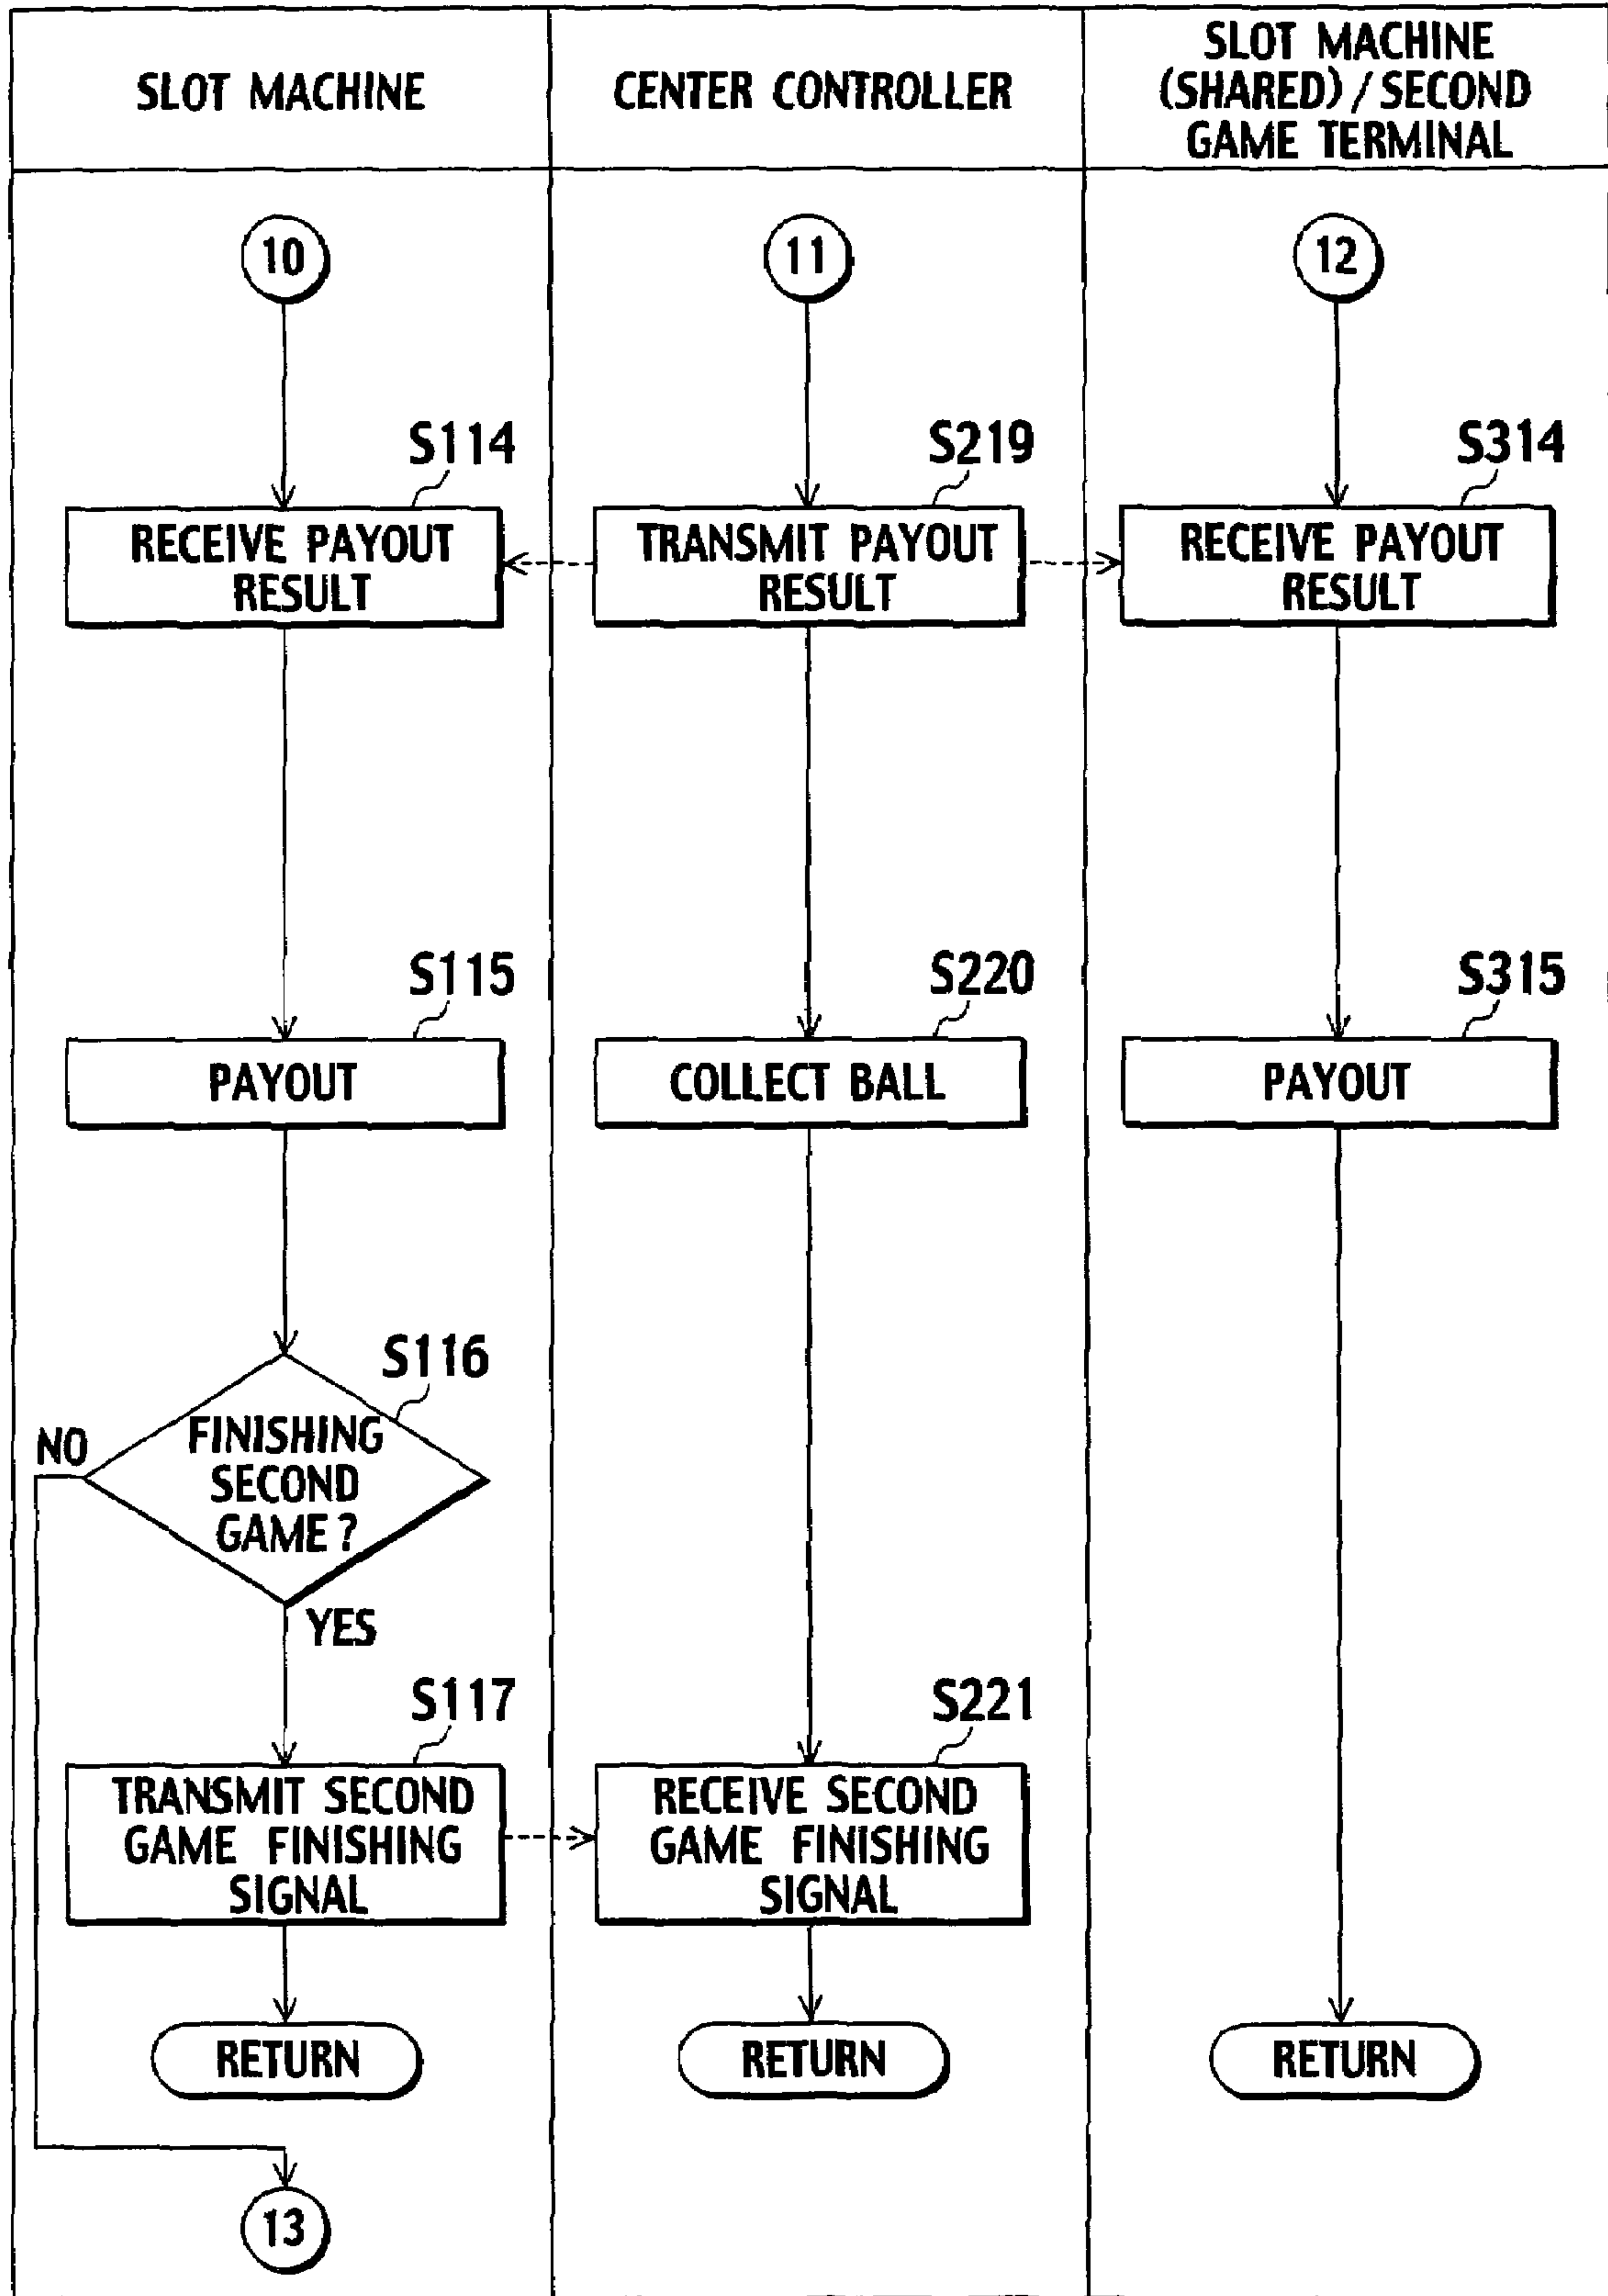 SLOT MACHINE
CENTER CONTROLLER
SLOT MACHINE
(SHARED)/SECOND
GAME TERMINAL
10
11
12
S114
S219
S314
RECEIVE PAYOUT
RESULT
TRANSMIT PAYOUT
RESULT
RECEIVE PAYOUT
RESULT
S115
S220
S315
PAYOUT
COLLECT BALL
PAYOUT
S116
NO
FINISHING
SECOND
GAME?
YES
S117
S221
TRANSMIT SECOND
GAME FINISHING
SIGNAL
RECEIVE SECOND
GAME FINISHING
SIGNAL
RETURN
RETURN
RETURN
13